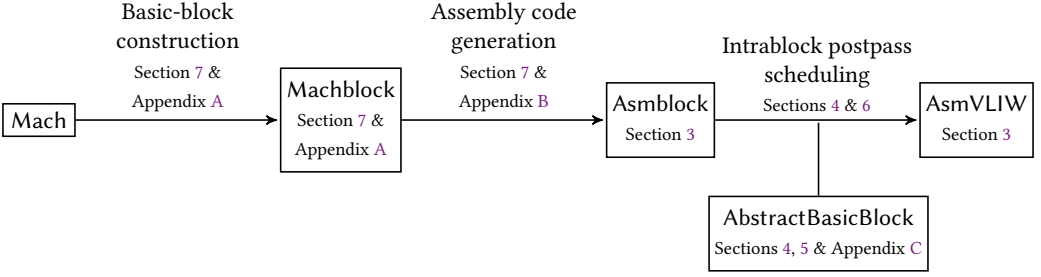 Basic-block
construction
Section 7 &
Appendix A
Assembly code
generation
Section 7 &
Appendix B
Intrablock postpass
scheduling
Sections 4 & 6
Mach
Machblock
Section 7 &
Appendix A
Asmblock
Section 3
AsmVLIW
Section 3
AbstractBasicBlock
Sections 4, 5 & Appendix C